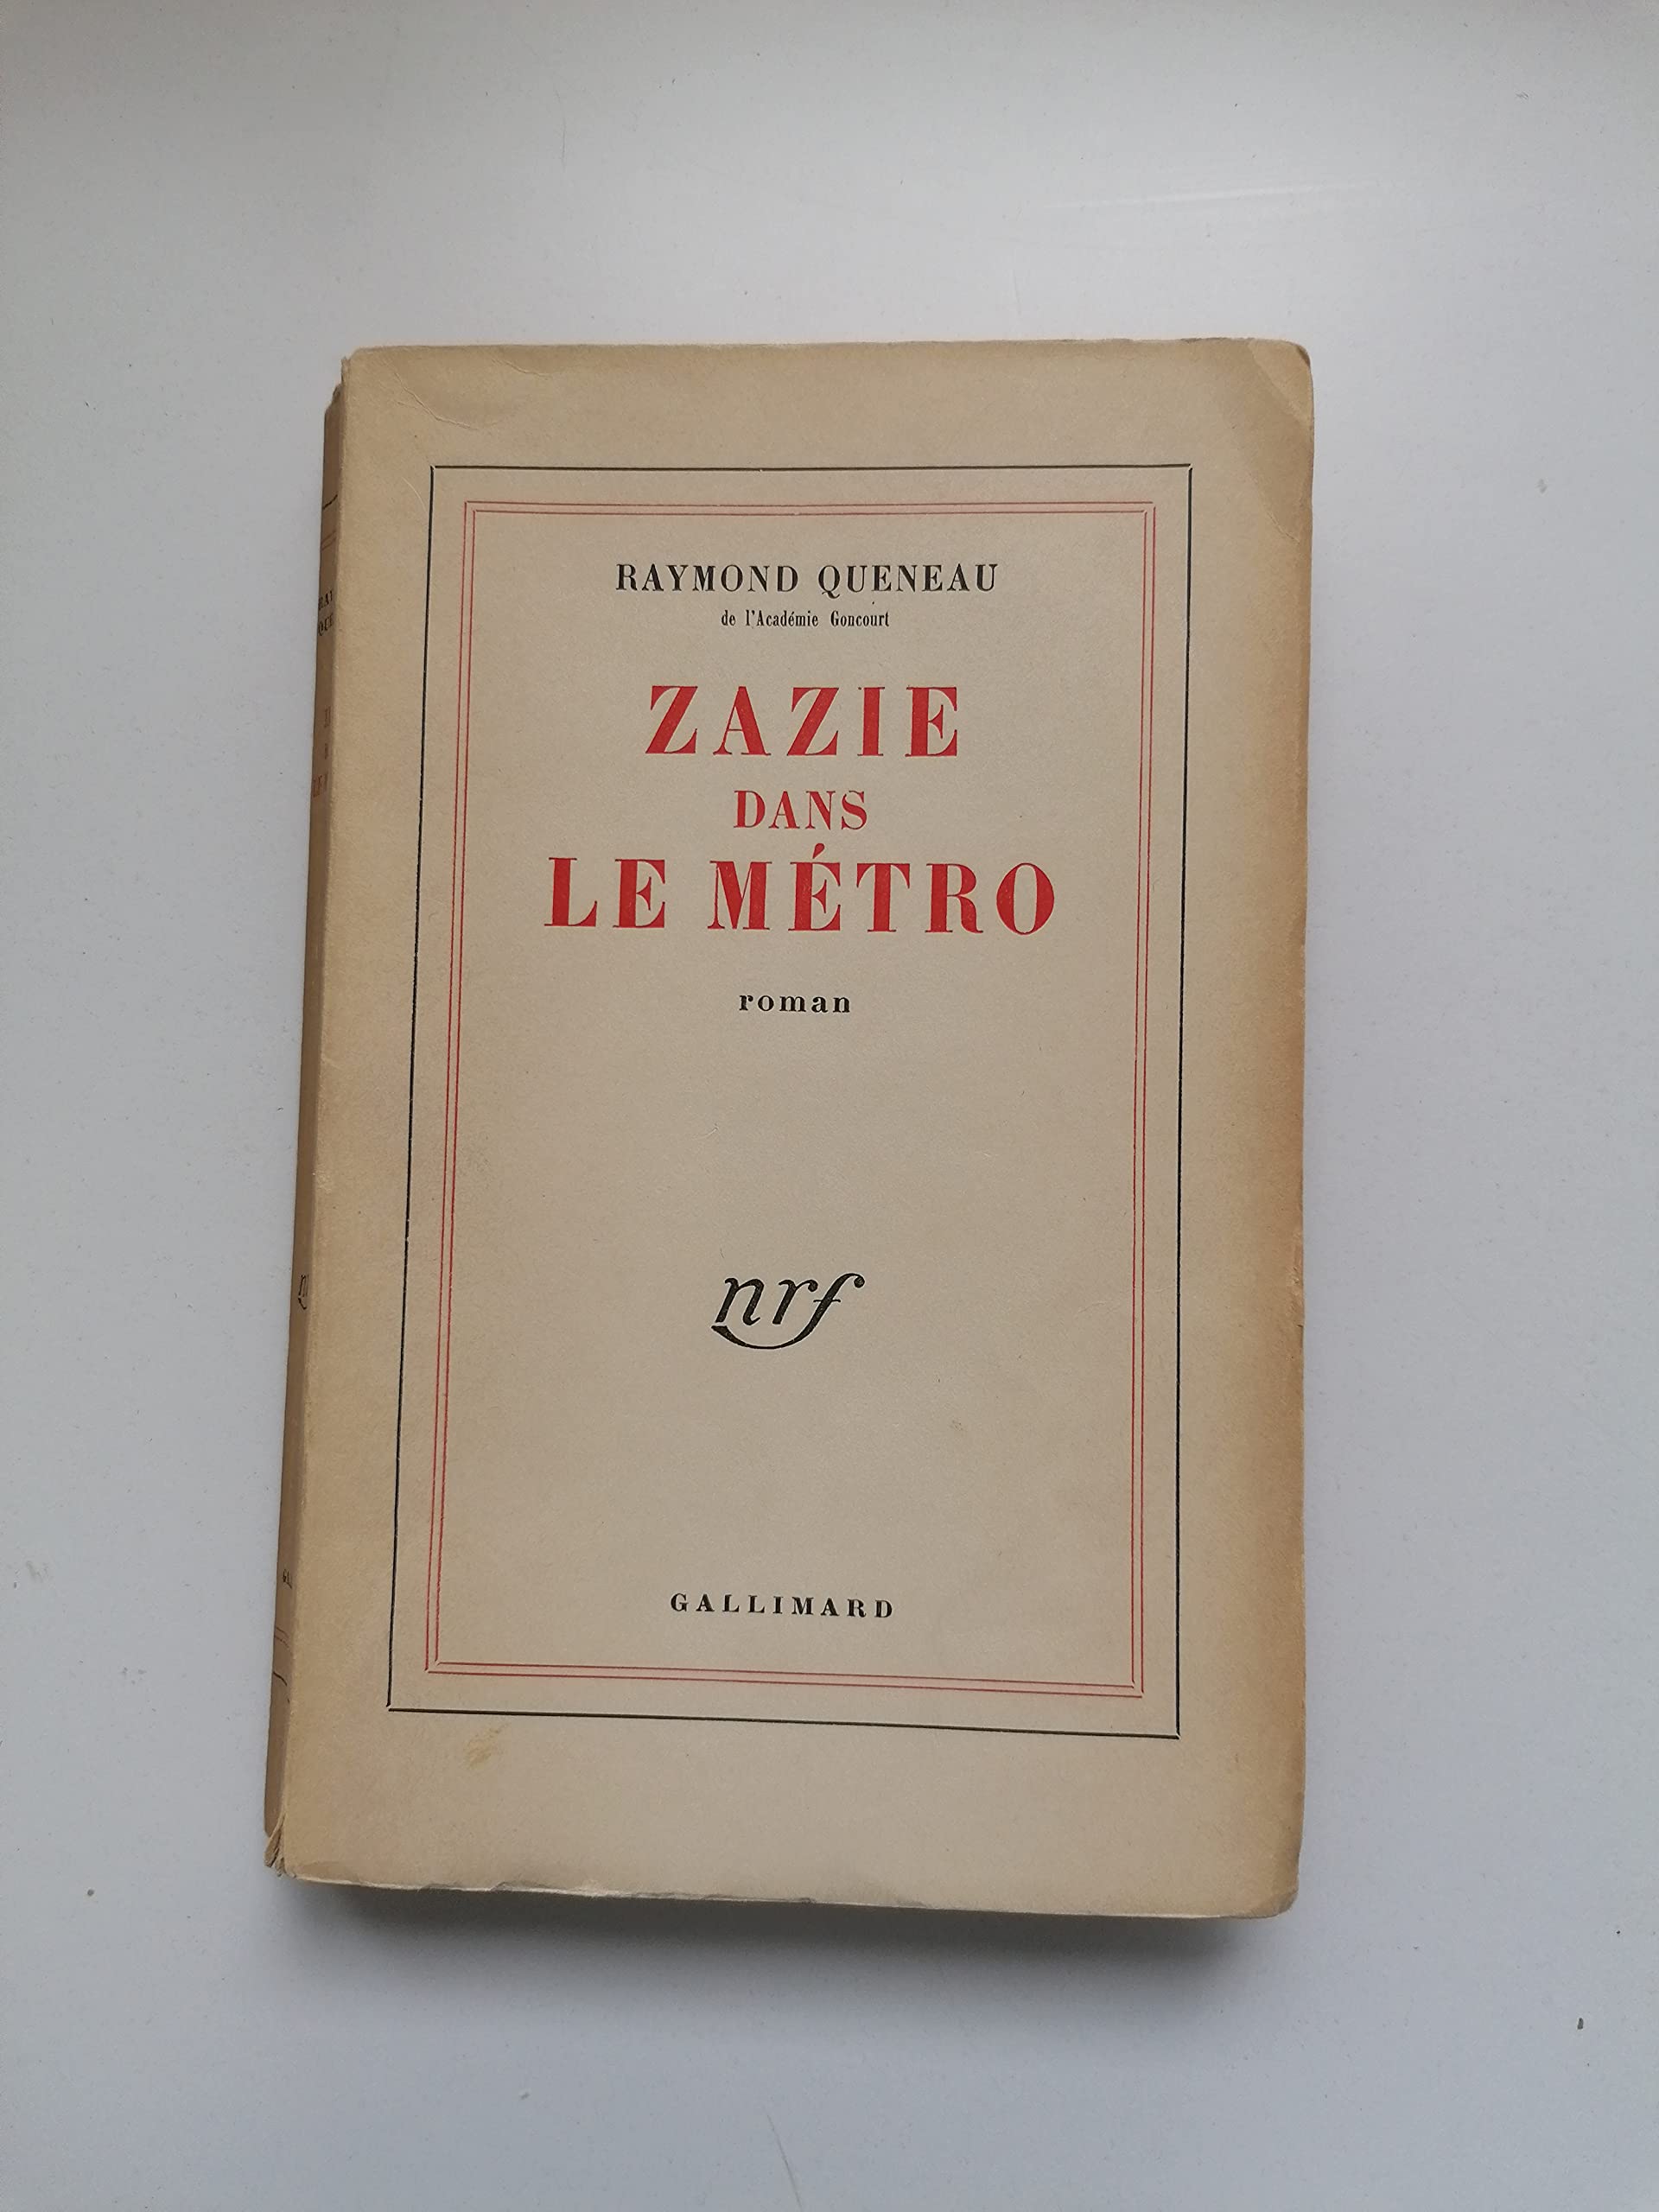 RAYMOND QUENEAU
de l'Académie Goncourt
ZAZIE
DANS
LE MÉTRO
roman
nrf
GALLIMARD